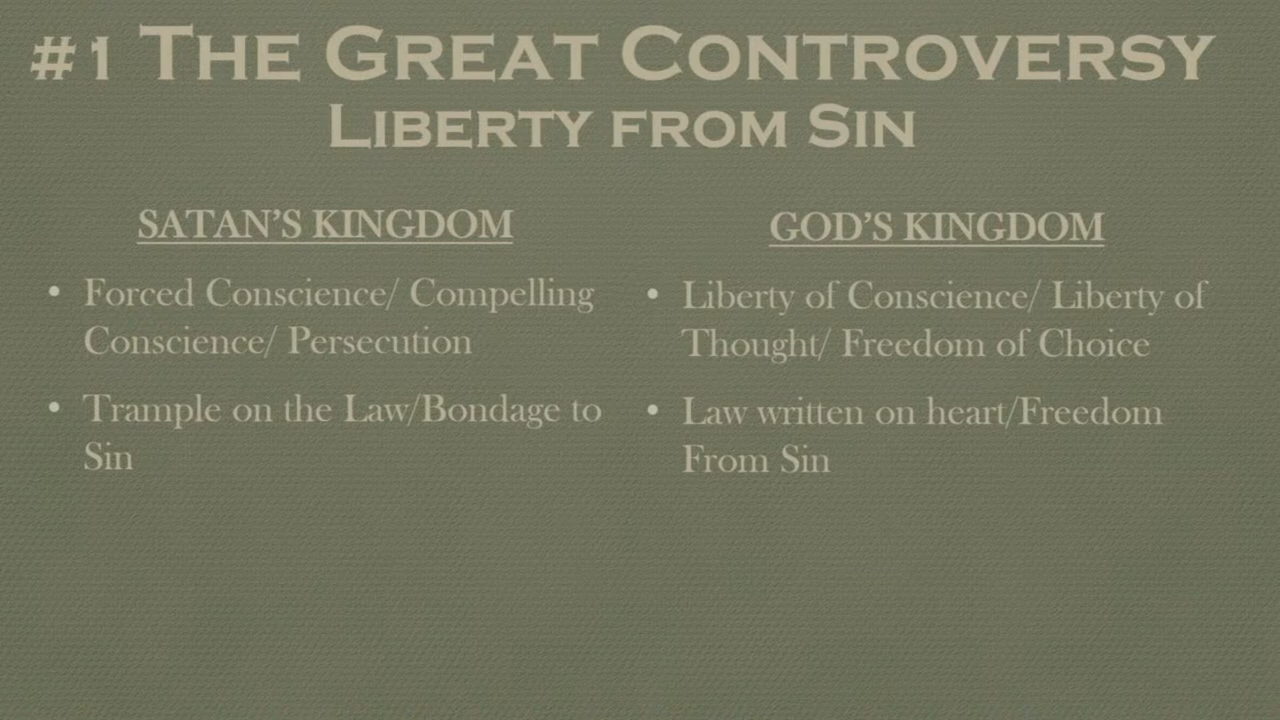 #1 The Great Controversy
Liberty from Sin
SATAN'S KINGDOM
• Forced Conscience/ Compelling
Conscience/ Persecution
• Trample on the Law/Bondage to
Sin
GOD'S KINGDOM
• Liberty of Conscience/ Liberty of
Thought/ Freedom of Choice
• Law written on heart/Freedom
From Sin